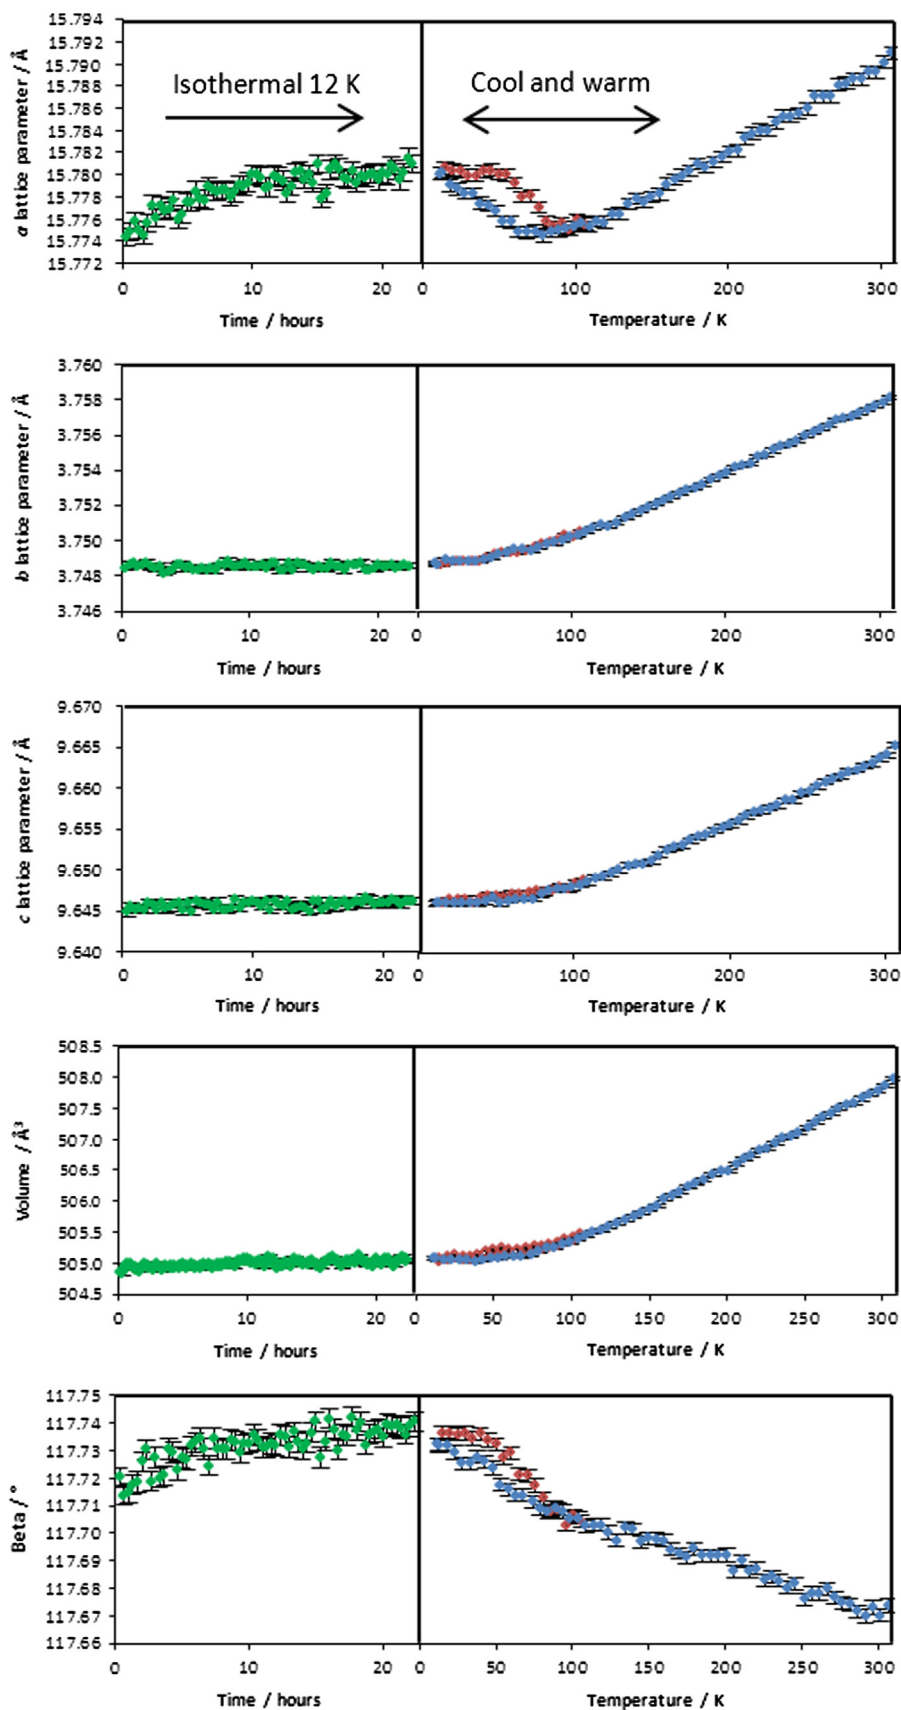 a lattice parameter / Å
15.794
15.792
15.790
15.788
15.786
15.784
15.782
15.780
15.778
15.776
15.774
15.772
Isothermal 12 K
Cool and warm
0 10 20 0 100 200 300
Time / hours
Temperature / K
b lattice parameter / Å
3.760
3.758
3.756
3.754
3.752
3.750
3.748
3.746
0 10 20 0 100 200 300
Time / hours
Temperature / K
c lattice parameter / Å
9.670
9.665
9.660
9.655
9.650
9.645
9.640
0 10 20 0 100 200 300
Time / hours
Temperature / K
Volume / Å³
508.5
508.0
507.5
507.0
506.5
506.0
505.5
505.0
504.5
0 10 20 0 50 100 150 200 250 300
Time / hours
Temperature / K
Beta / °
117.75
117.74
117.73
117.72
117.71
117.70
117.69
117.68
117.67
117.66
0 10 20 0 50 100 150 200 250 300
Time / hours
Temperature / K